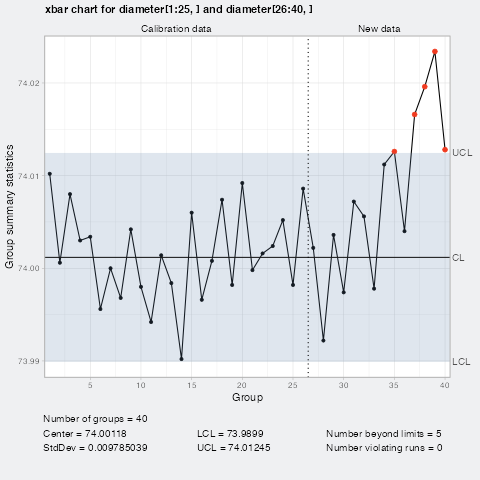 xbar chart for diameter[1:25, ] and diameter[26:40, ]
Calibration data
New data
Group summary statistics
74.02
74.01
74.00
73.99
UCL
CL
LCL
5 10 15 20 25 30 35 40
Group
Number of groups = 40
Center = 74.00118 LCL = 73.9899 Number beyond limits = 5
StdDev = 0.009785039 UCL = 74.01245 Number violating runs = 0